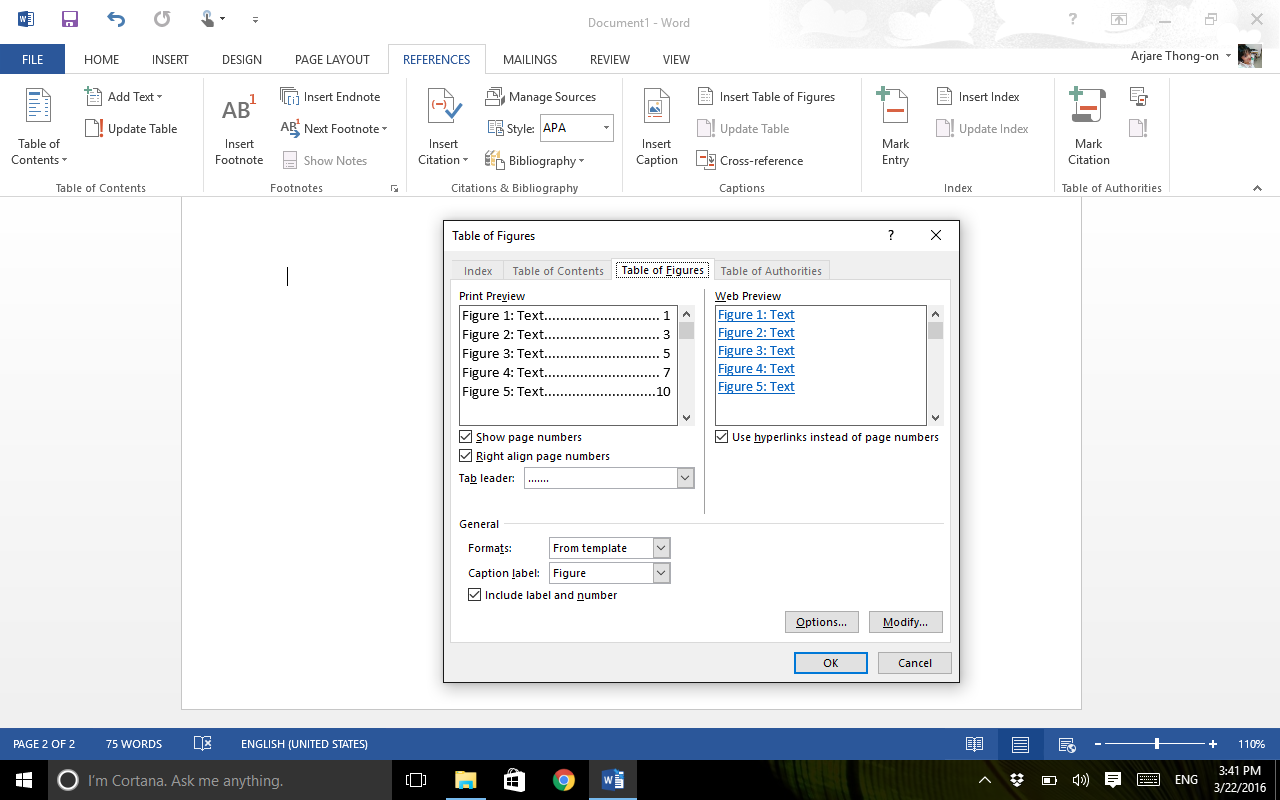 Document1 - Word
?
FILE HOME INSERT DESIGN PAGE LAYOUT REFERENCES MAILINGS REVIEW VIEW Arjare Thong-on
Table of Contents
Add Text
Update Table
Table of Contents
AB1
Insert Footnote
Insert Endnote
AB1 Next Footnote
Show Notes
Footnotes
Insert Citation
Manage Sources
Style: APA
Bibliography
Citations & Bibliography
Insert Caption
Insert Table of Figures
Update Table
Cross-reference
Captions
Mark Entry
Insert Index
Update Index
Index
Mark Citation
Table of Authorities
Table of Figures
?
Index Table of Contents Table of Figures Table of Authorities
Print Preview
Figure 1: Text............................. 1
Figure 2: Text............................. 3
Figure 3: Text............................. 5
Figure 4: Text............................. 7
Figure 5: Text............................10
Show page numbers
Right align page numbers
Tab leader: .......
Web Preview
Figure 1: Text
Figure 2: Text
Figure 3: Text
Figure 4: Text
Figure 5: Text
Use hyperlinks instead of page numbers
General
Formats: From template
Caption label: Figure
Include label and number
Options... Modify...
OK Cancel
PAGE 2 OF 2 75 WORDS ENGLISH (UNITED STATES) 110%
I'm Cortana. Ask me anything.
ENG
3:41 PM
3/22/2016